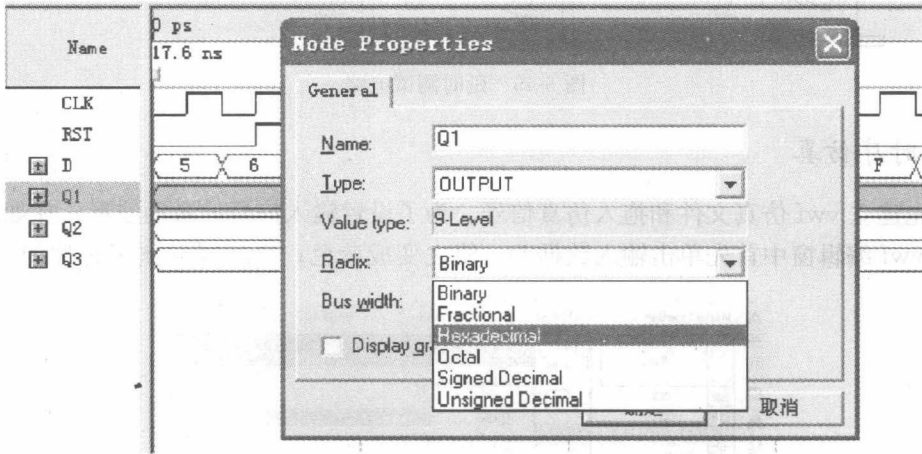 0 ps
Name
17.6 ns
Node Properties
General
CLK
RST
D
5
6
F
Q1
Q2
Q3
Name:
Q1
Type:
OUTPUT
Value type:
9-Level
Radix:
Binary
Bus width:
Binary
Fractional
Hexadecimal
Octal
Signed Decimal
Unsigned Decimal
Display gr
取消